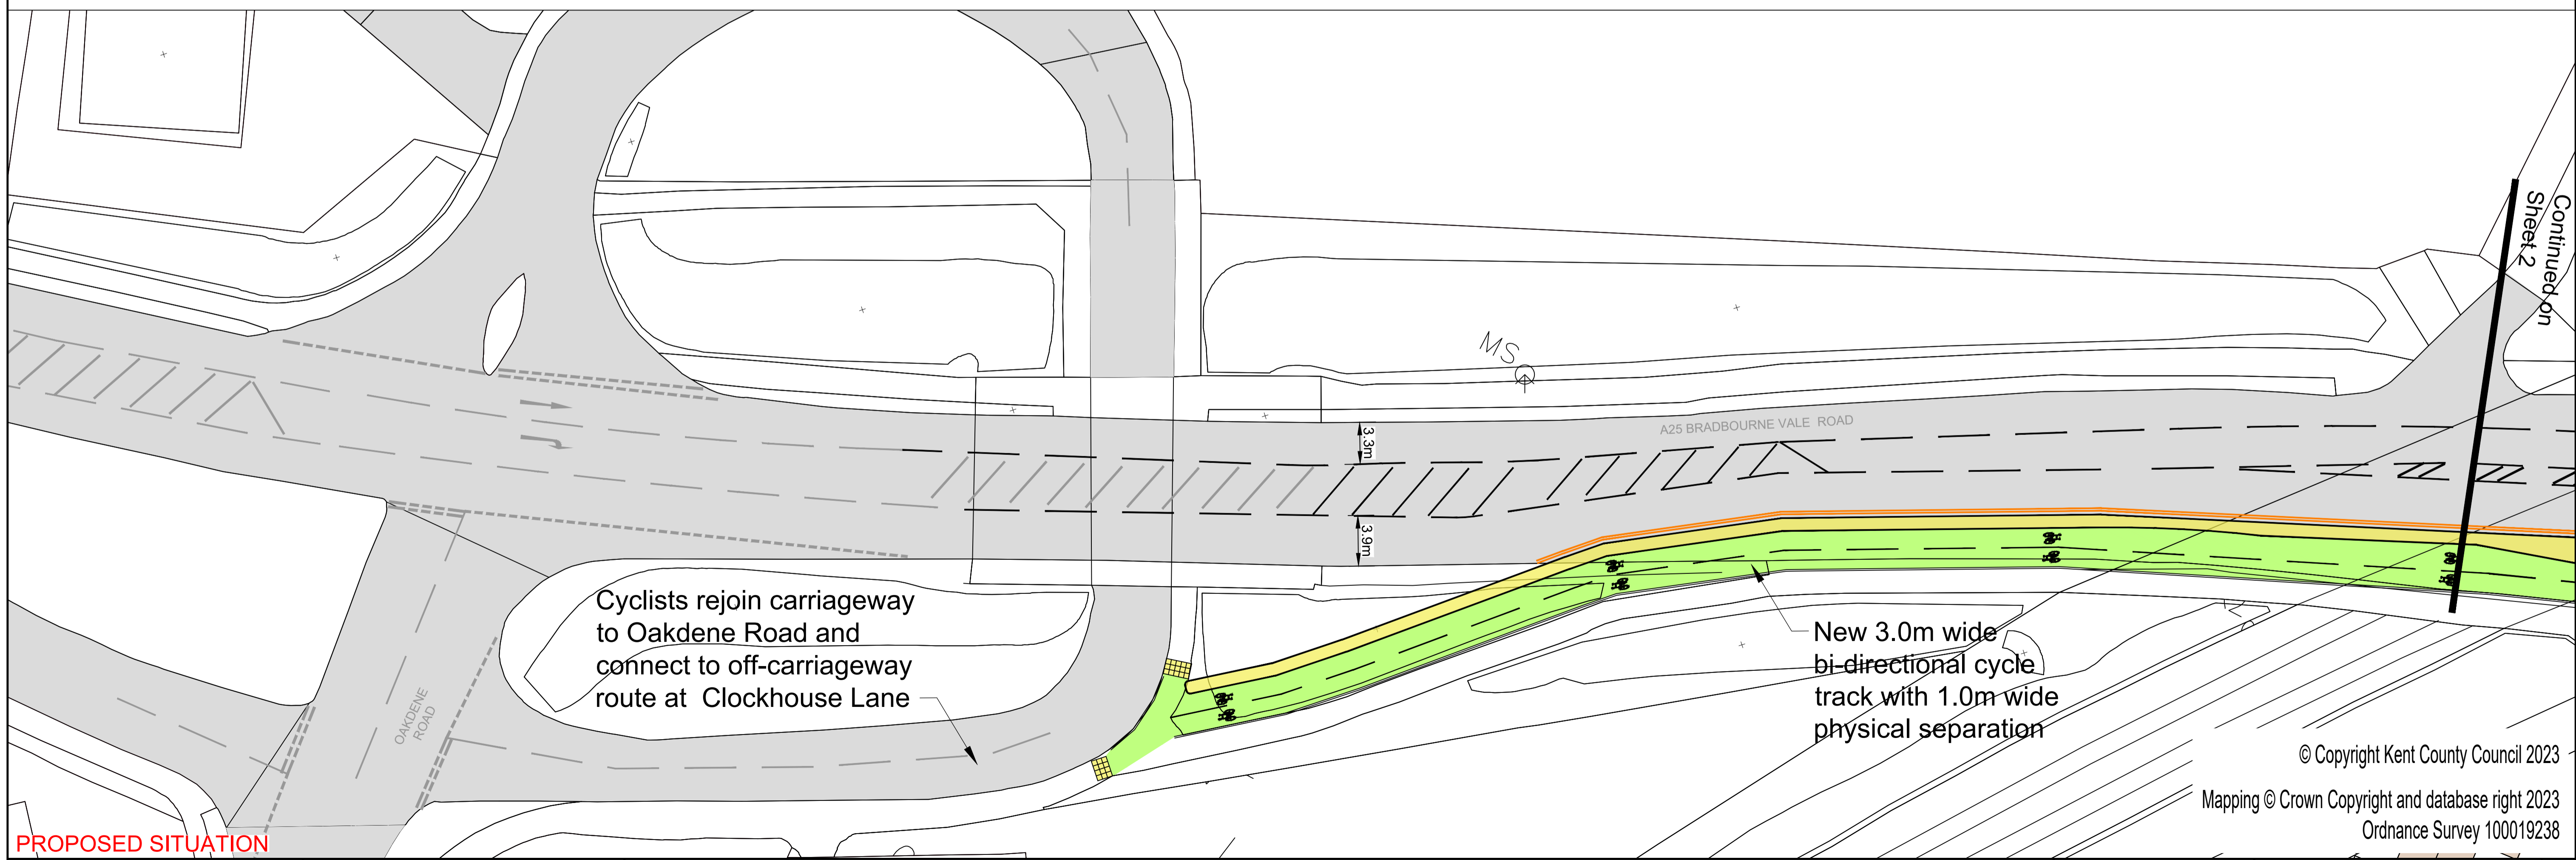 Continued on
Sheet 2
MS
A25 BRADBOURNE VALE ROAD
3.3m
3.9m
Cyclists rejoin carriageway
to Oakdene Road and
connect to off-carriageway
route at Clockhouse Lane
New 3.0m wide
bi-directional cycle
track with 1.0m wide
physical separation
OAKDENE
ROAD
© Copyright Kent County Council 2023
Mapping © Crown Copyright and database right 2023
Ordnance Survey 100019238
PROPOSED SITUATION